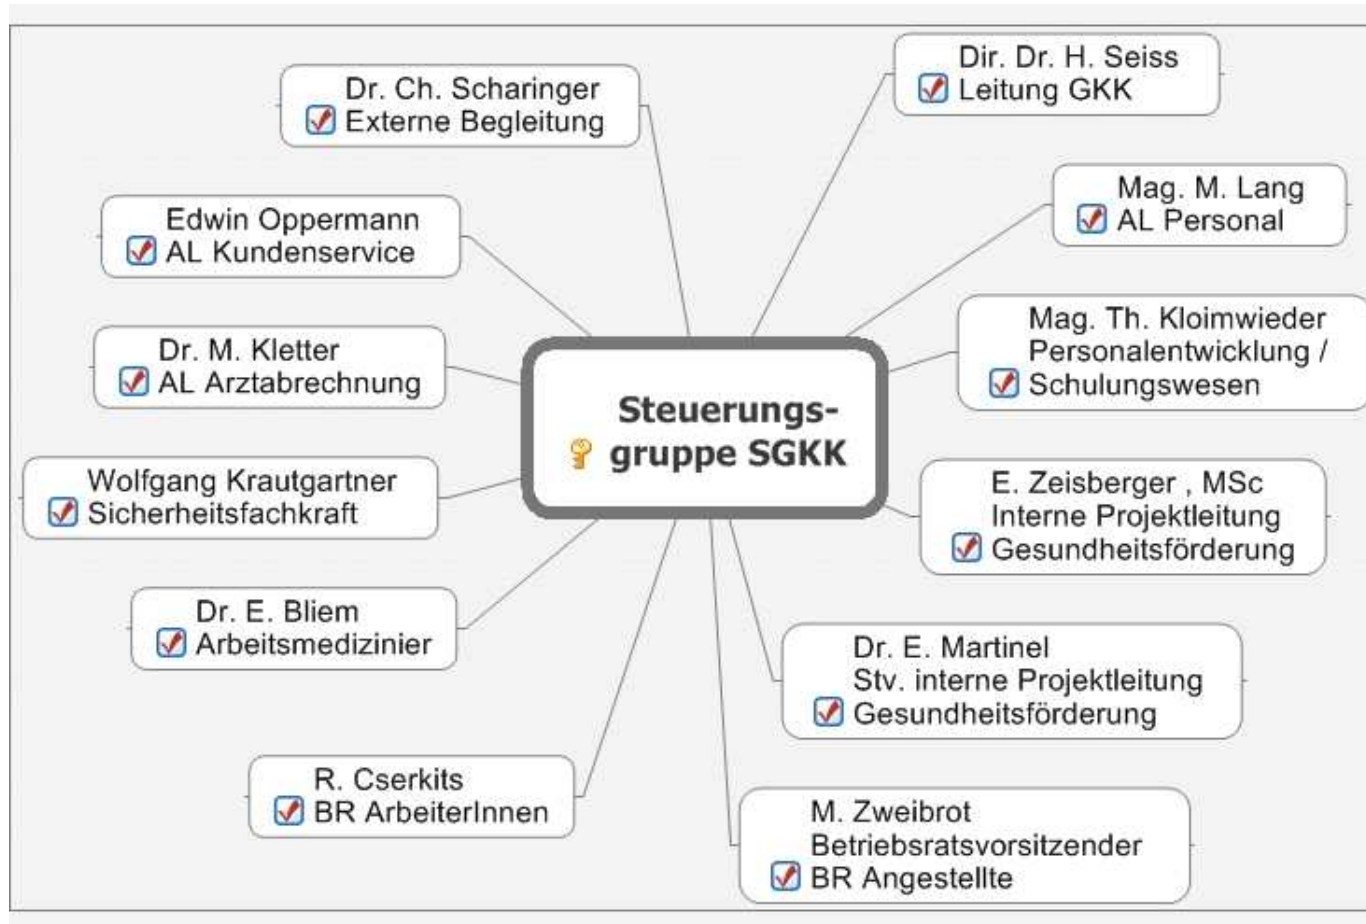 Dr. Ch. Scharinger
Externe Begleitung
Dir. Dr. H. Seiss
Leitung GKK
Edwin Oppermann
AL Kundenservice
Mag. M. Lang
AL Personal
Dr. M. Kletter
AL Arztabrechnung
Mag. Th. Kloimwieder
Personalentwicklung /
Schulungswesen
Steuerungs-
gruppe SGKK
Wolfgang Krautgartner
Sicherheitsfachkraft
E. Zeisberger , MSc
Interne Projektleitung
Gesundheitsförderung
Dr. E. Bliem
Arbeitsmedizinier
Dr. E. Martinel
Stv. interne Projektleitung
Gesundheitsförderung
R. Cserkits
BR ArbeiterInnen
M. Zweibrot
Betriebsratsvorsitzender
BR Angestellte